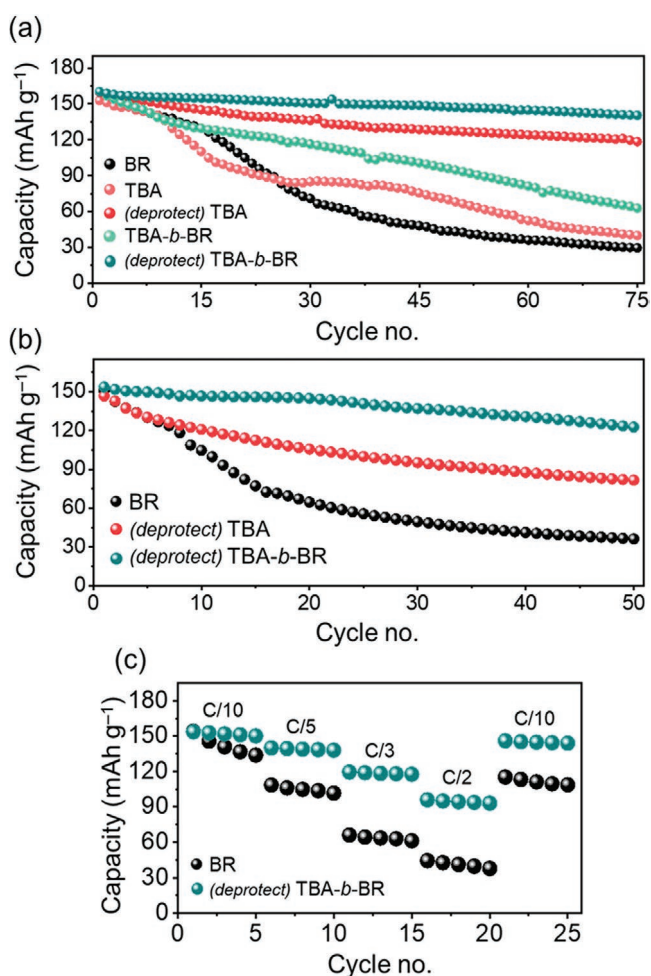 (a)
180
150
120
90
60
30
0
Capacity (mAh g⁻¹)
BR
TBA
(deprotect) TBA
TBA-b-BR
(deprotect) TBA-b-BR
0 15 30 45 60 75
Cycle no.
(b)
150
120
90
60
30
0
Capacity (mAh g⁻¹)
BR
(deprotect) TBA
(deprotect) TBA-b-BR
0 10 20 30 40 50
Cycle no.
(c)
180
150
120
90
60
30
0
Capacity (mAh g⁻¹)
C/10
C/5
C/3
C/2
C/10
BR
(deprotect) TBA-b-BR
0 5 10 15 20 25
Cycle no.